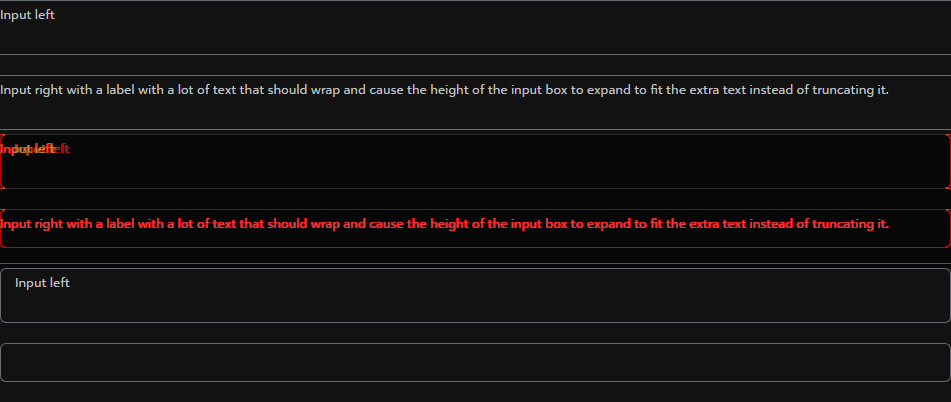 Input left
Input right with a label with a lot of text that should wrap and cause the height of the input box to expand to fit the extra text instead of truncating it.
Input left
Input right with a label with a lot of text that should wrap and cause the height of the input box to expand to fit the extra text instead of truncating it.
Input left